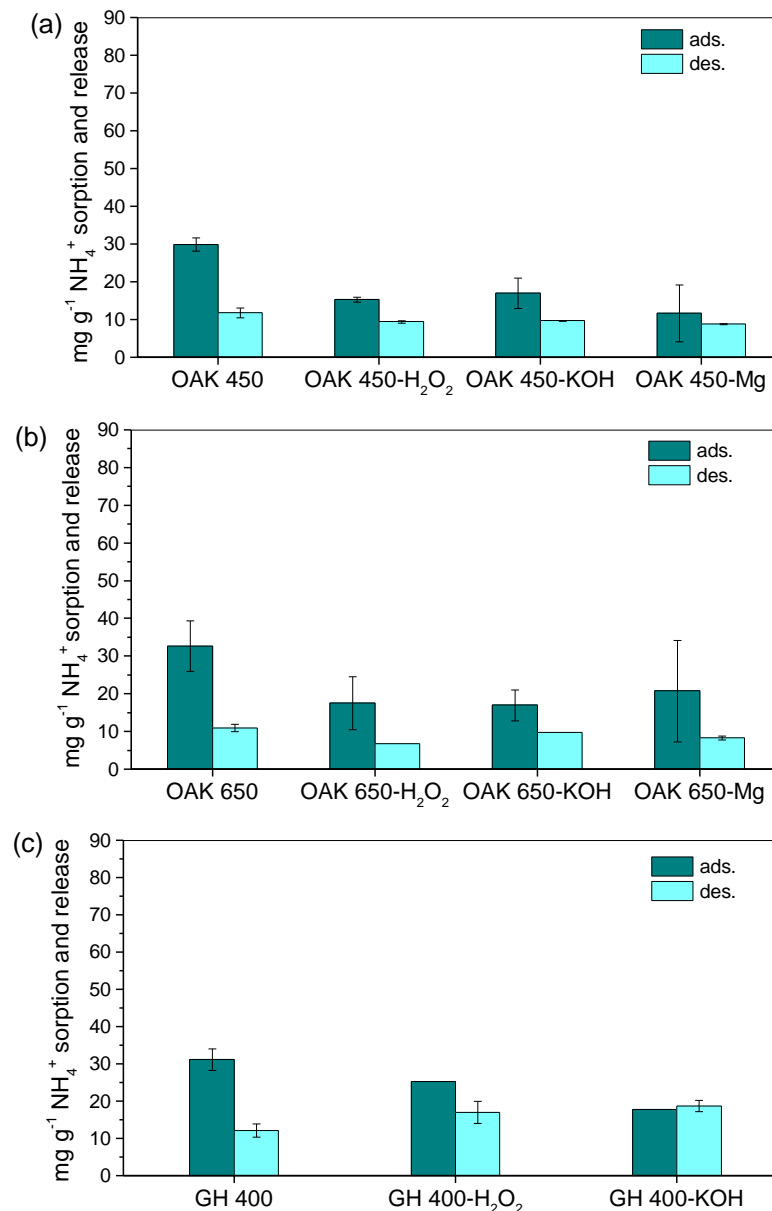 (a)
mg g⁻¹ NH₄⁺ sorption and release
90
80
70
60
50
40
30
20
10
0
ads.
des.
OAK 450 OAK 450-H₂O₂ OAK 450-KOH OAK 450-Mg
(b)
mg g⁻¹ NH₄⁺ sorption and release
90
80
70
60
50
40
30
20
10
0
ads.
des.
OAK 650 OAK 650-H₂O₂ OAK 650-KOH OAK 650-Mg
(c)
mg g⁻¹ NH₄⁺ sorption and release
90
80
70
60
50
40
30
20
10
0
ads.
des.
GH 400 GH 400-H₂O₂ GH 400-KOH